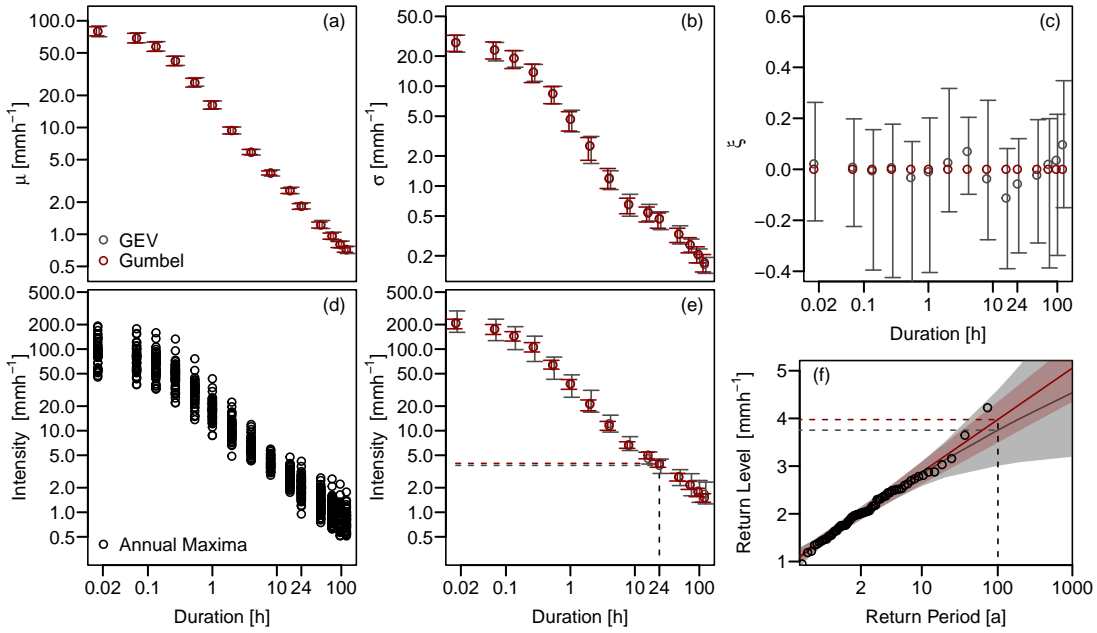 (a)
100.0
50.0
20.0
10.0
5.0
2.0
1.0
0.5
μ [mmh⁻¹]
GEV
Gumbel
(b)
50.0
20.0
10.0
5.0
2.0
1.0
0.5
0.2
σ [mmh⁻¹]
(c)
0.6
0.4
0.2
0.0
−0.2
−0.4
ξ
0.02 0.1 1 10 24 100
Duration [h]
(d)
500.0
200.0
100.0
50.0
20.0
10.0
5.0
2.0
1.0
0.5
Intensity [mmh⁻¹]
Annual Maxima
0.02 0.1 1 10 24 100
Duration [h]
(e)
500.0
200.0
100.0
50.0
20.0
10.0
5.0
2.0
1.0
0.5
Intensity [mmh⁻¹]
0.02 0.1 1 10 24 100
Duration [h]
(f)
5
4
3
2
1
Return Level [mmh⁻¹]
2 10 100 1000
Return Period [a]